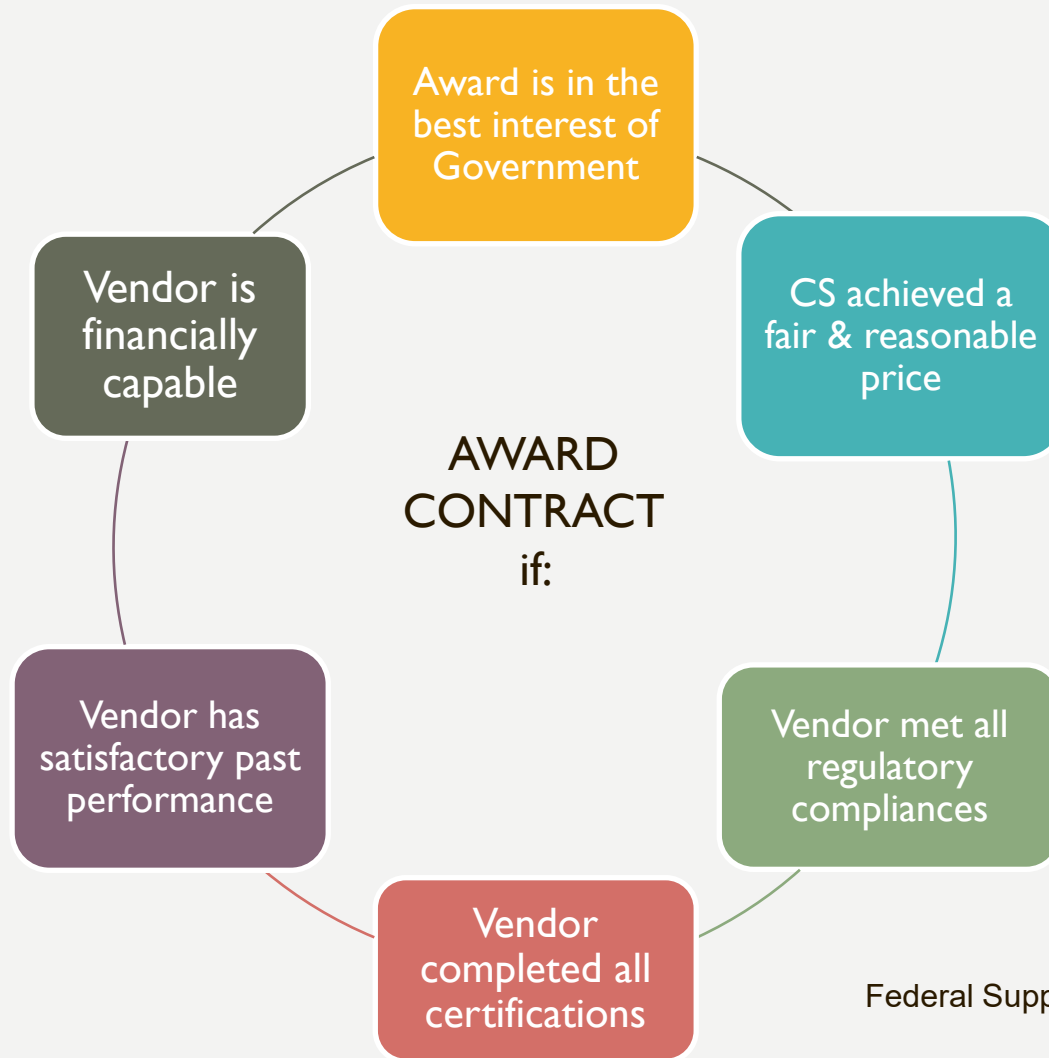 Award is in the
best interest of
Government
CS achieved a
fair & reasonable
price
Vendor met all
regulatory
compliances
Vendor
completed all
certifications
Vendor has
satisfactory past
performance
Vendor is
financially
capable
AWARD
CONTRACT
if:
Federal Supp